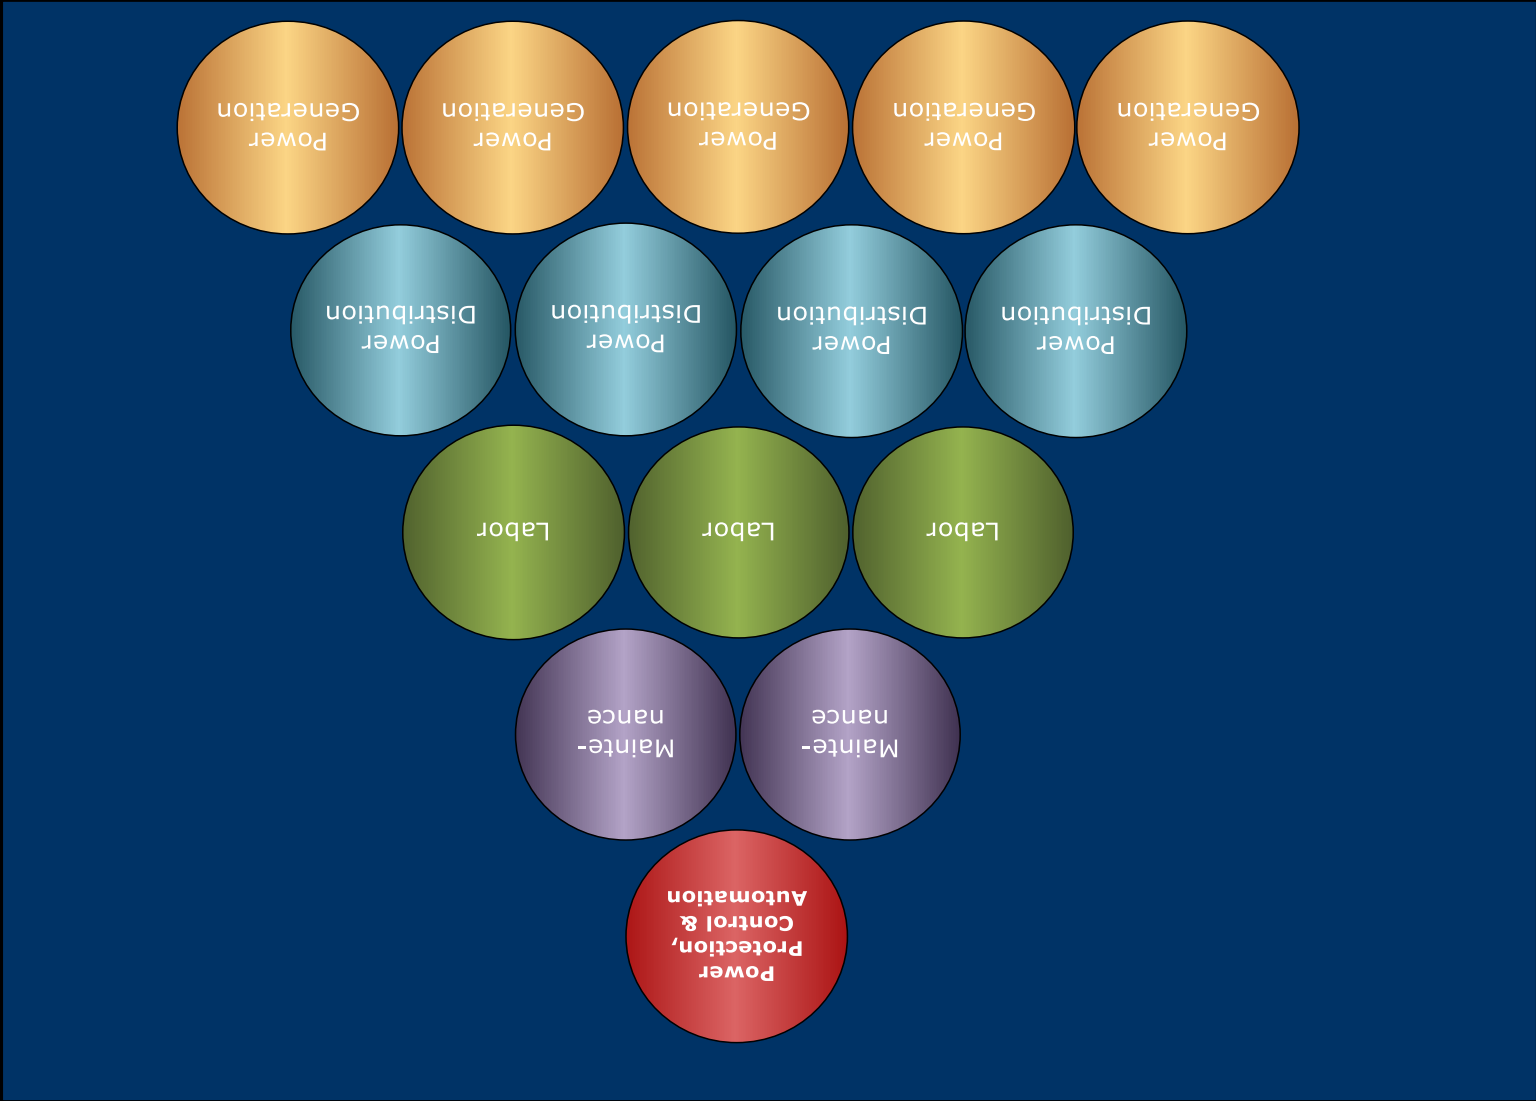 Power
Protection,
Control &
Automation
Mainte-
nance
Mainte-
nance
Labor
Labor
Labor
Power
Distribution
Power
Distribution
Power
Distribution
Power
Distribution
Power
Generation
Power
Generation
Power
Generation
Power
Generation
Power
Generation